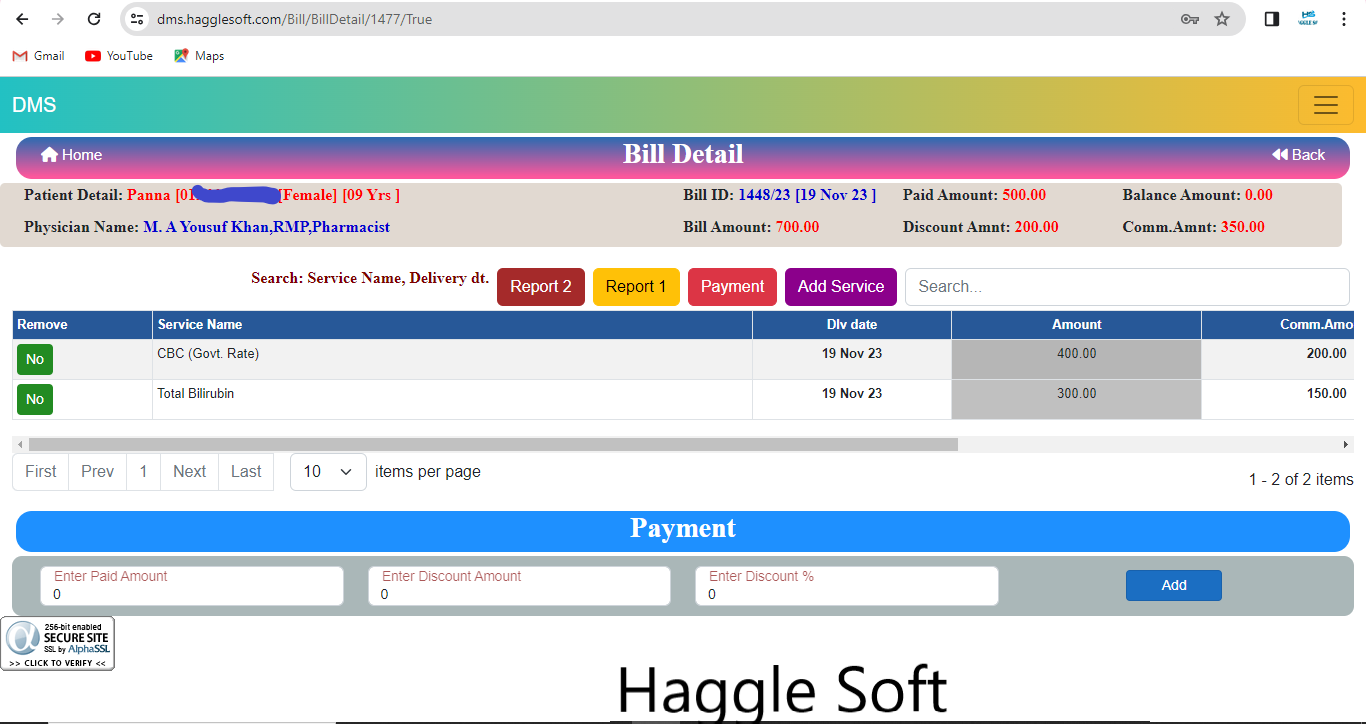 dms.hagglesoft.com/Bill/BillDetail/1477/True
Gmail YouTube Maps
DMS
Home Bill Detail Back
Patient Detail: Panna [01 [Female] [09 Yrs ] Bill ID: 1448/23 [19 Nov 23 ] Paid Amount: 500.00 Balance Amount: 0.00
Physician Name: M. A Yousuf Khan,RMP,Pharmacist Bill Amount: 700.00 Discount Amnt: 200.00 Comm.Amnt: 350.00
Search: Service Name, Delivery dt. Report 2 Report 1 Payment Add Service Search...
Remove Service Name Dlv date Amount Comm.Amo
No CBC (Govt. Rate) 19 Nov 23 400.00 200.00
No Total Bilirubin 19 Nov 23 300.00 150.00
First Prev 1 Next Last 10 items per page
1 - 2 of 2 items
Payment
Enter Paid Amount Enter Discount Amount Enter Discount %
0 0 0 Add
256-bit enabled
SECURE SITE
SSL by AlphaSSL
>> CLICK TO VERIFY <<
Haggle Soft